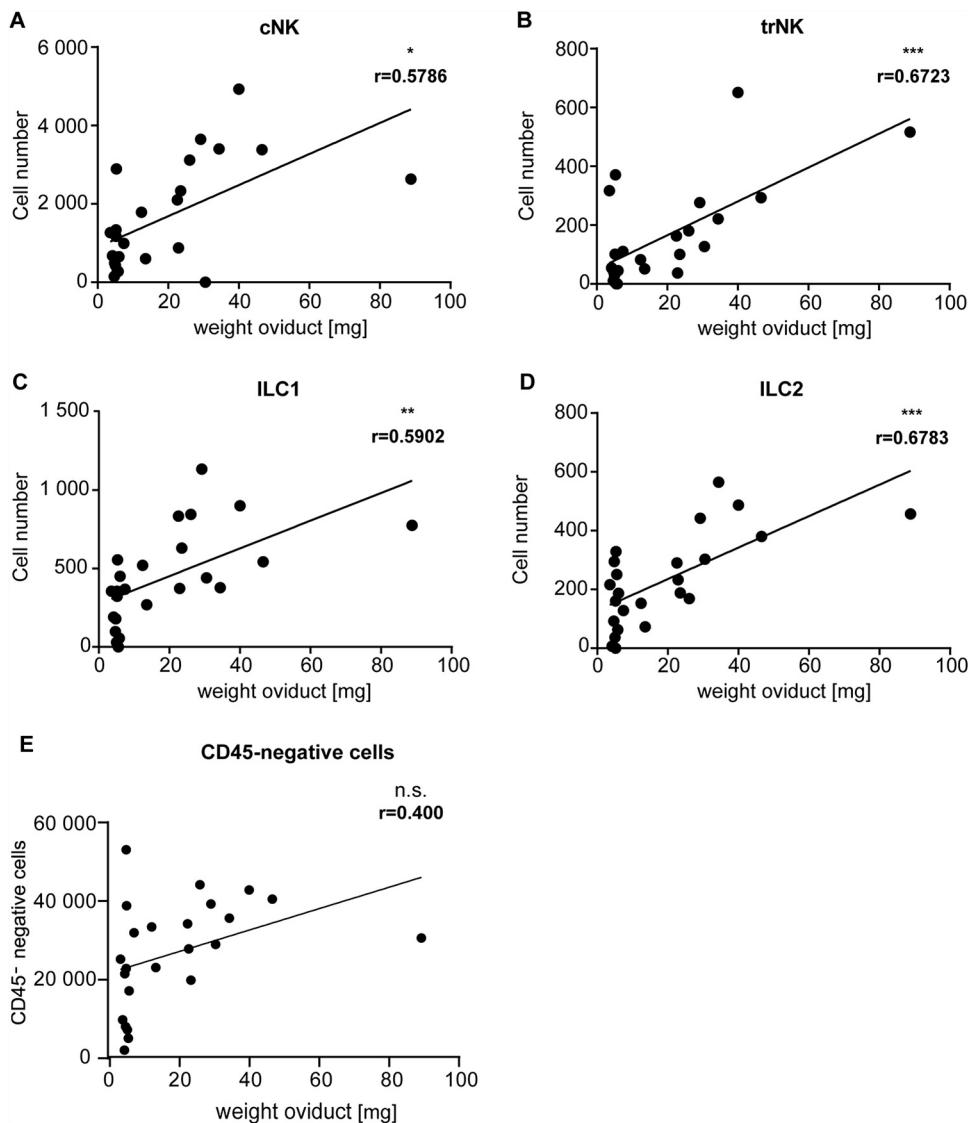 A
cNK
*
r=0.5786
6 000
4 000
2 000
0
Cell number
0 20 40 60 80 100
weight oviduct [mg]
B
trNK
***
r=0.6723
800
600
400
200
0
Cell number
0 20 40 60 80 100
weight oviduct [mg]
C
ILC1
**
r=0.5902
1 500
1 000
500
0
Cell number
0 20 40 60 80 100
weight oviduct [mg]
D
ILC2
***
r=0.6783
800
600
400
200
0
Cell number
0 20 40 60 80 100
weight oviduct [mg]
E
CD45-negative cells
n.s.
r=0.400
60 000
40 000
20 000
0
CD45⁻ negative cells
0 20 40 60 80 100
weight oviduct [mg]